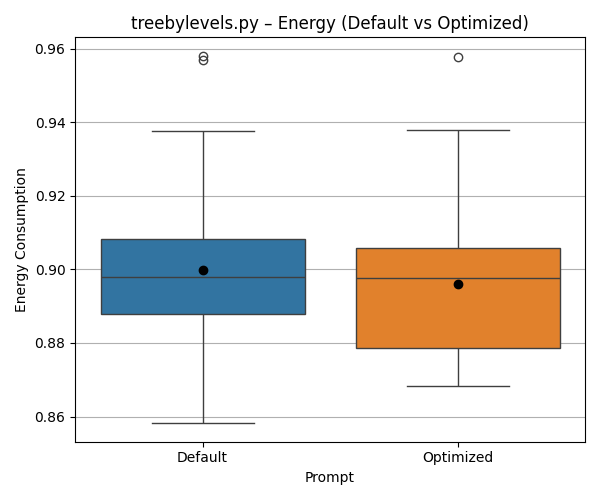 treebylevels.py – Energy (Default vs Optimized)
Energy Consumption
0.96
0.94
0.92
0.90
0.88
0.86
Default
Optimized
Prompt